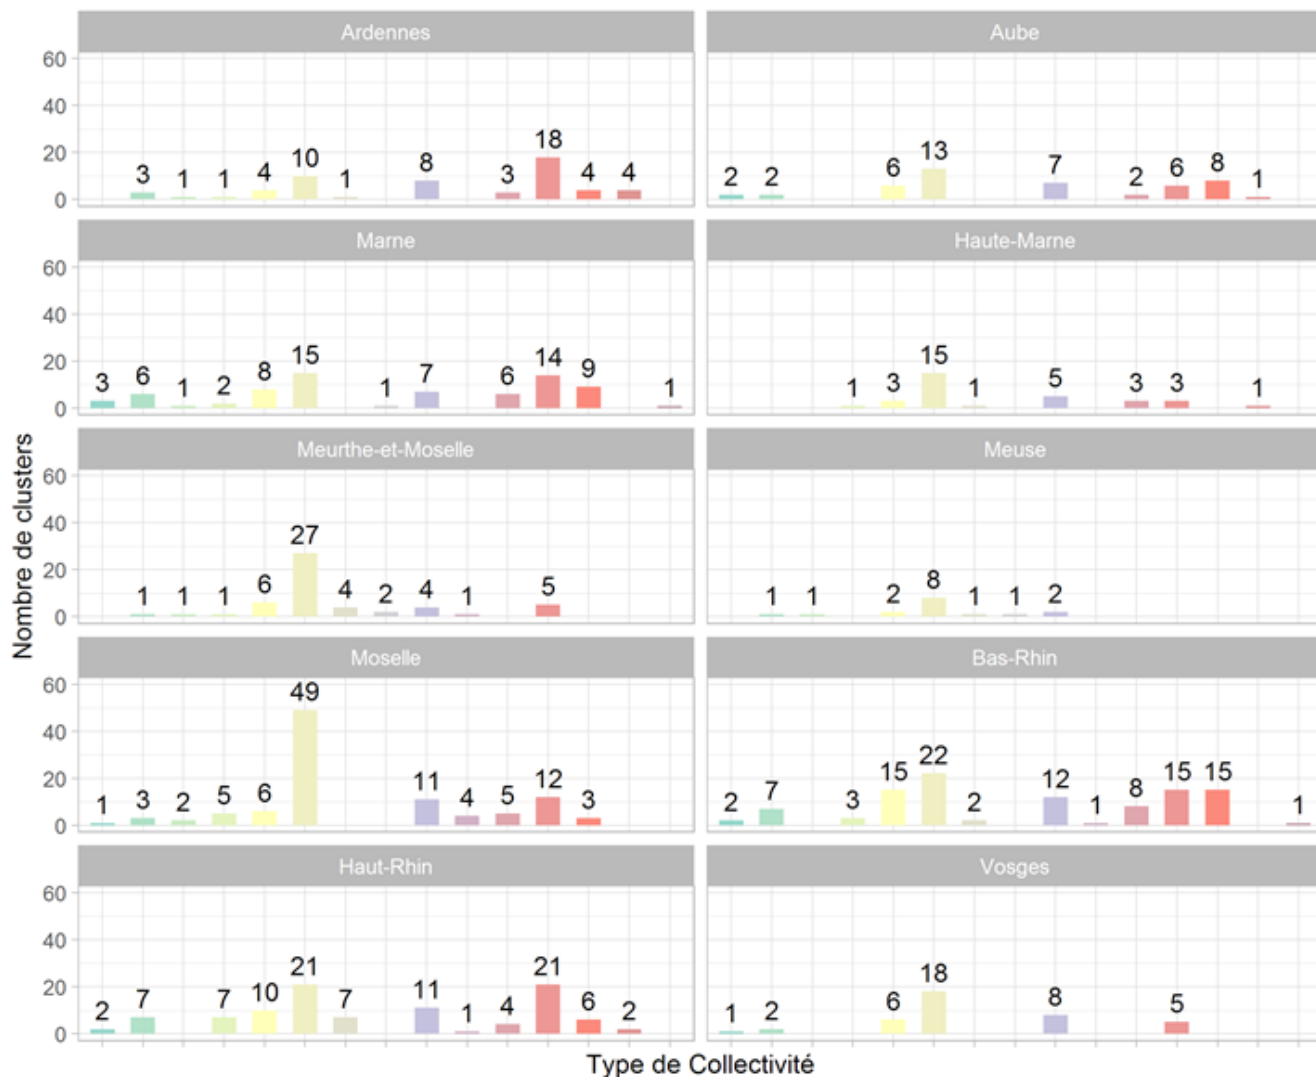 Ardennes
Aube
60
40
20
0
3 1 1 4 10 1 8 3 18 4 4
2 2 6 13 7 2 6 8 1
Marne
Haute-Marne
60
40
20
0
3 6 1 2 8 15 1 7 6 14 9 1
1 3 15 1 5 3 3 1
Meurthe-et-Moselle
Meuse
60
40
20
0
1 1 1 6 27 4 2 4 1 5
1 1 2 8 1 1 2
Moselle
Bas-Rhin
60
40
20
0
1 3 2 5 6 49 11 4 5 12 3
2 7 3 15 22 2 12 1 8 15 15 1
Haut-Rhin
Vosges
60
40
20
0
2 7 7 10 21 7 11 1 4 21 6 2
1 2 6 18 8 5
Nombre de clusters
Type de Collectivité